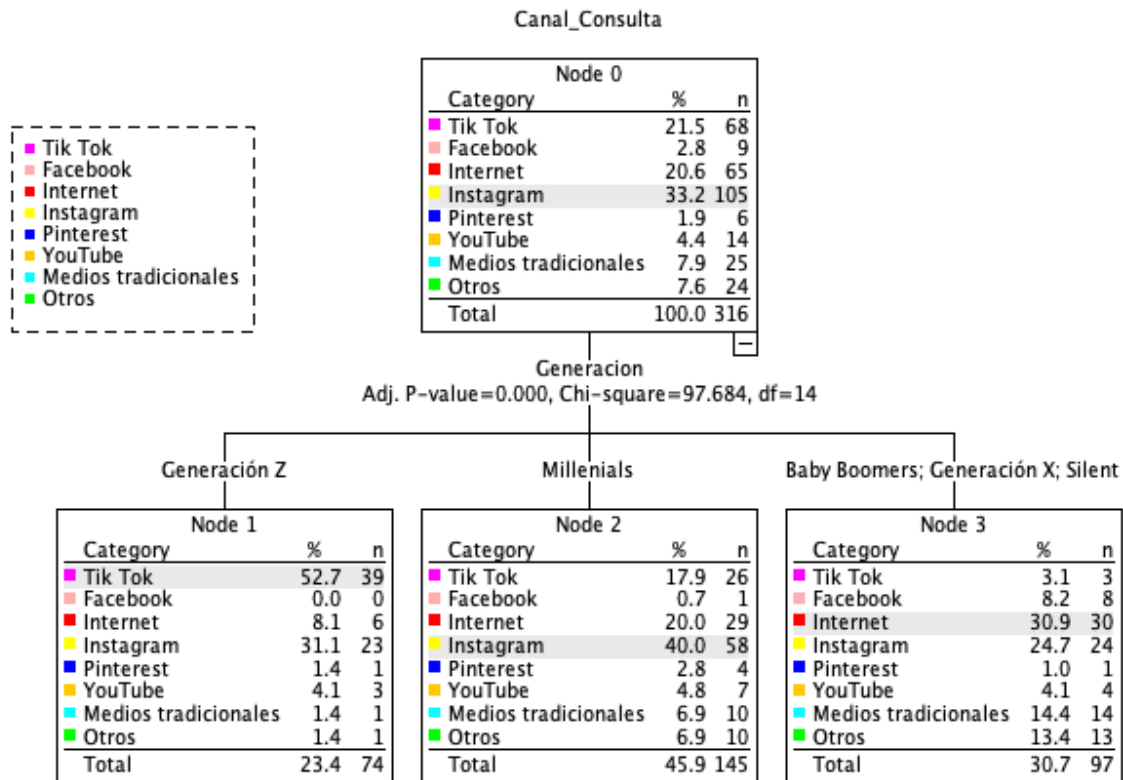 Canal_Consulta
Node 0
Category % n
Tik Tok 21.5 68
Facebook 2.8 9
Internet 20.6 65
Instagram 33.2 105
Pinterest 1.9 6
YouTube 4.4 14
Medios tradicionales 7.9 25
Otros 7.6 24
Total 100.0 316
Tik Tok
Facebook
Internet
Instagram
Pinterest
YouTube
Medios tradicionales
Otros
Generacion
Adj. P-value=0.000, Chi-square=97.684, df=14
Generación Z
Millenials
Baby Boomers; Generación X; Silent
Node 1
Category % n
Tik Tok 52.7 39
Facebook 0.0 0
Internet 8.1 6
Instagram 31.1 23
Pinterest 1.4 1
YouTube 4.1 3
Medios tradicionales 1.4 1
Otros 1.4 1
Total 23.4 74
Node 2
Category % n
Tik Tok 17.9 26
Facebook 0.7 1
Internet 20.0 29
Instagram 40.0 58
Pinterest 2.8 4
YouTube 4.8 7
Medios tradicionales 6.9 10
Otros 6.9 10
Total 45.9 145
Node 3
Category % n
Tik Tok 3.1 3
Facebook 8.2 8
Internet 30.9 30
Instagram 24.7 24
Pinterest 1.0 1
YouTube 4.1 4
Medios tradicionales 14.4 14
Otros 13.4 13
Total 30.7 97